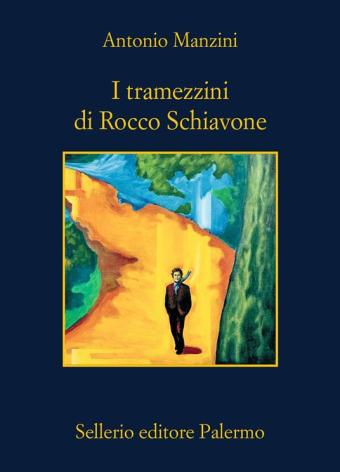 Antonio Manzini
I tramezzini
di Rocco Schiavone
Sellerio editore Palermo